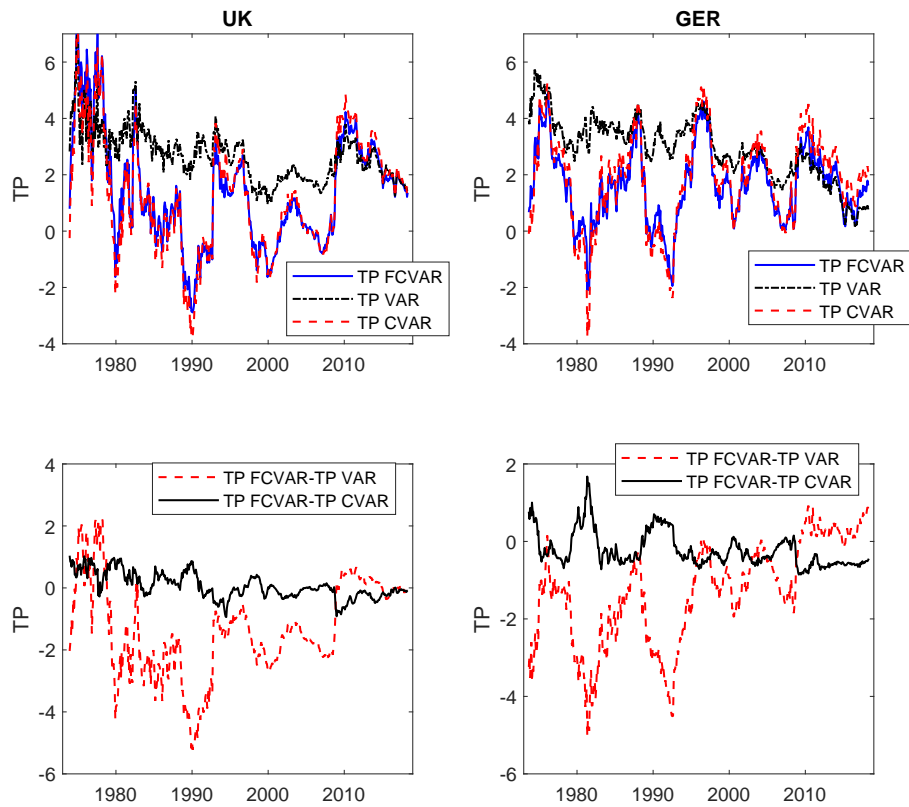 UK
6
4
2
0
-2
-4
TP
1980
1990
2000
2010
TP FCVAR
TP VAR
TP CVAR
GER
6
4
2
0
-2
-4
TP
1980
1990
2000
2010
TP FCVAR
TP VAR
TP CVAR
4
2
0
-2
-4
-6
TP
1980
1990
2000
2010
TP FCVAR-TP VAR
TP FCVAR-TP CVAR
2
0
-2
-4
-6
TP
1980
1990
2000
2010
TP FCVAR-TP VAR
TP FCVAR-TP CVAR